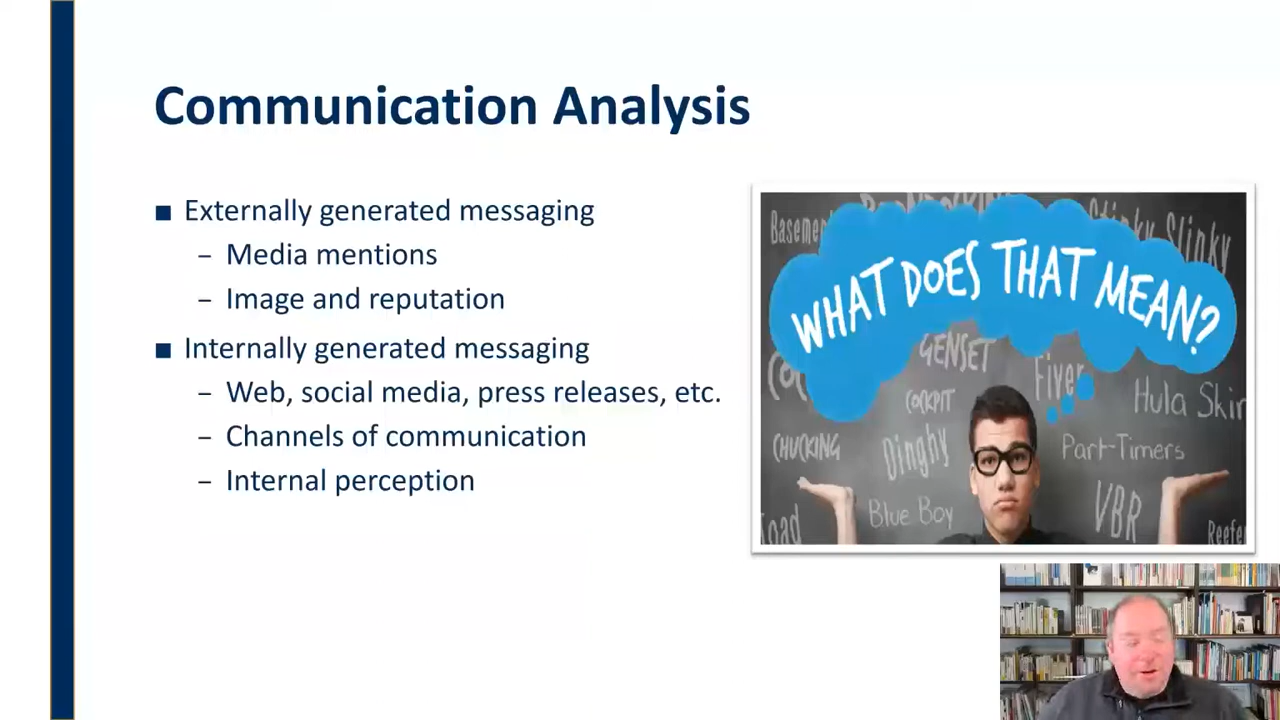 Communication Analysis
■ Externally generated messaging
– Media mentions
– Image and reputation
■ Internally generated messaging
– Web, social media, press releases, etc.
– Channels of communication
– Internal perception
Stinky Slinky
WHAT DOES THAT MEAN?
GENSET
Fiver
COCKPIT
Hula Skir
CHUCKING
Dinghy
Part-Timers
Blue Boy
VBR
Reefer